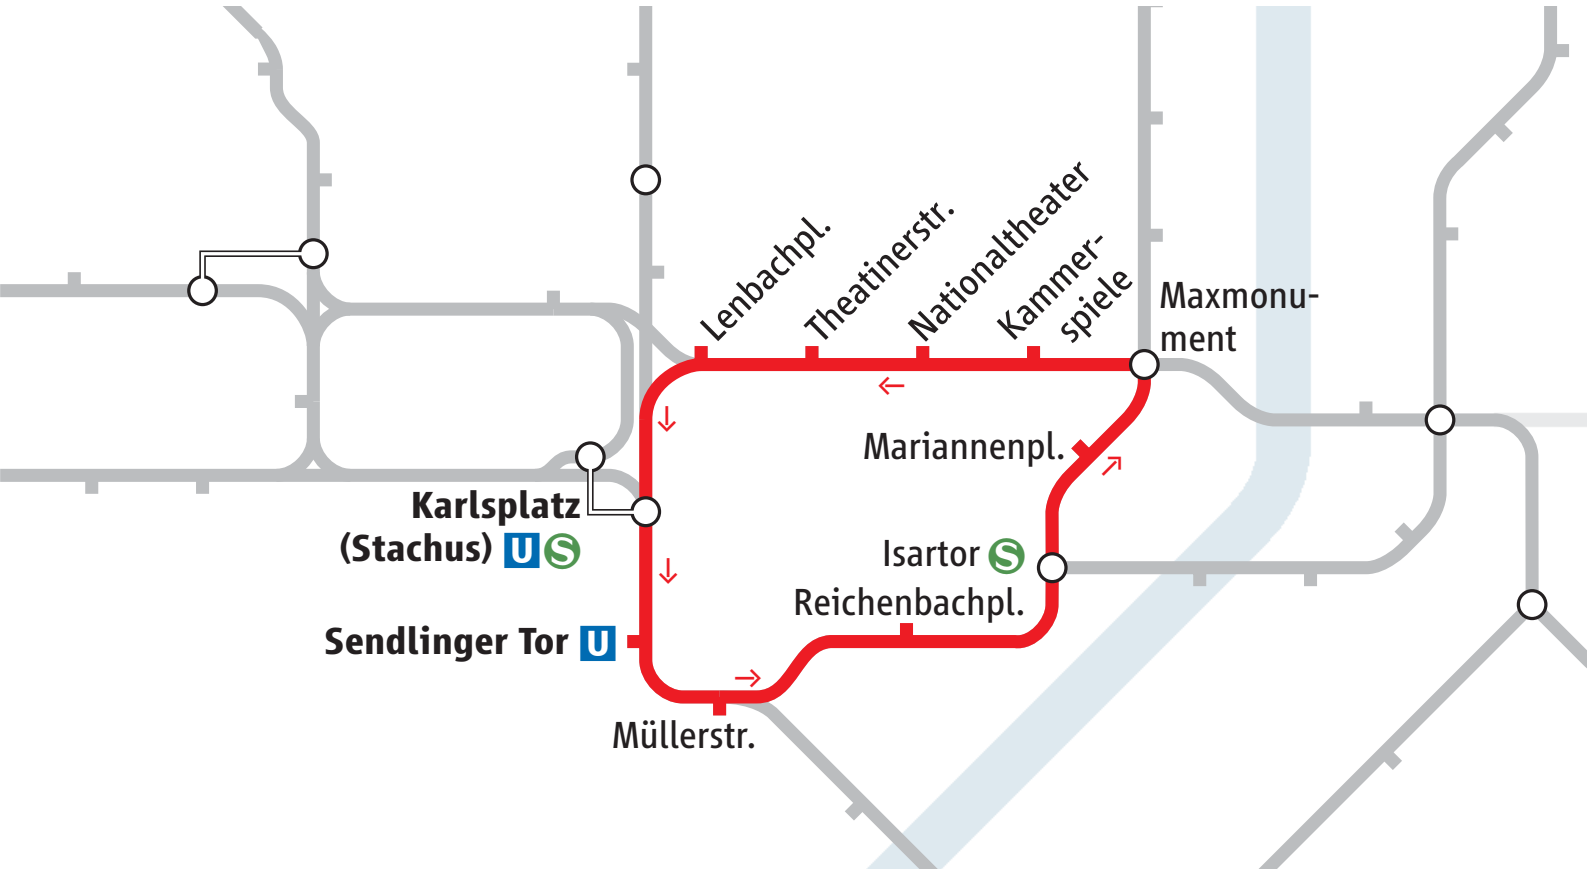 Lenbachpl.
Theatinerstr.
Nationaltheater
Kammer-
spiele
Maxmonu-
ment
Mariannenpl.
Karlsplatz
(Stachus) U S
Isartor S
Reichenbachpl.
Sendlinger Tor U
Müllerstr.